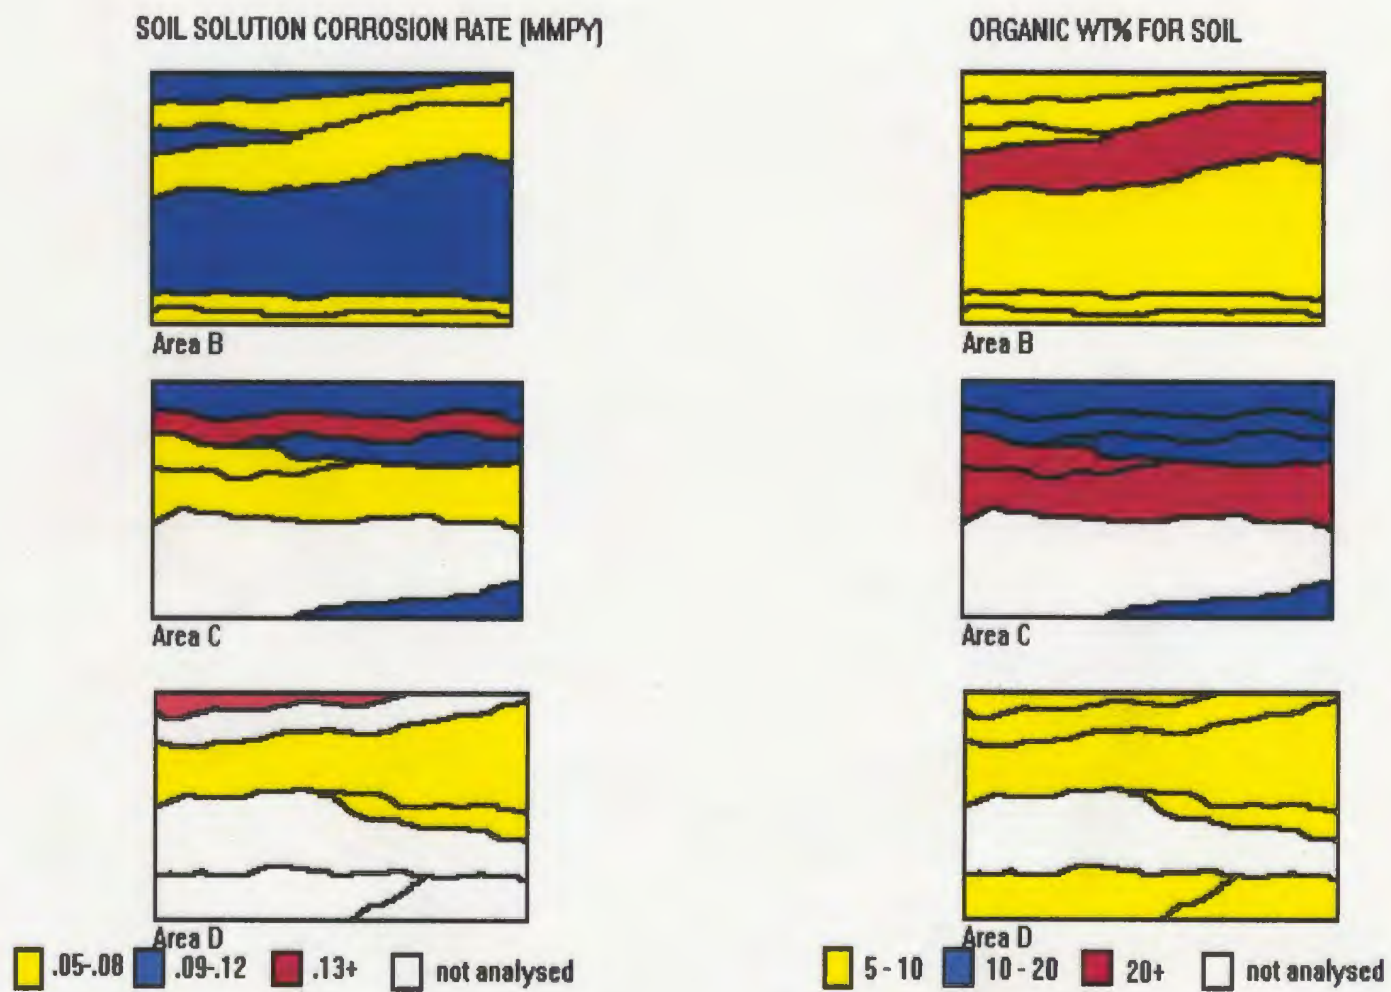 SOIL SOLUTION CORROSION RATE (MMPY)
ORGANIC WT% FOR SOIL
Area B
Area B
Area C
Area C
Area D
Area D
.05-.08 .09-.12 .13+ not analysed
5 - 10 10 - 20 20+ not analysed